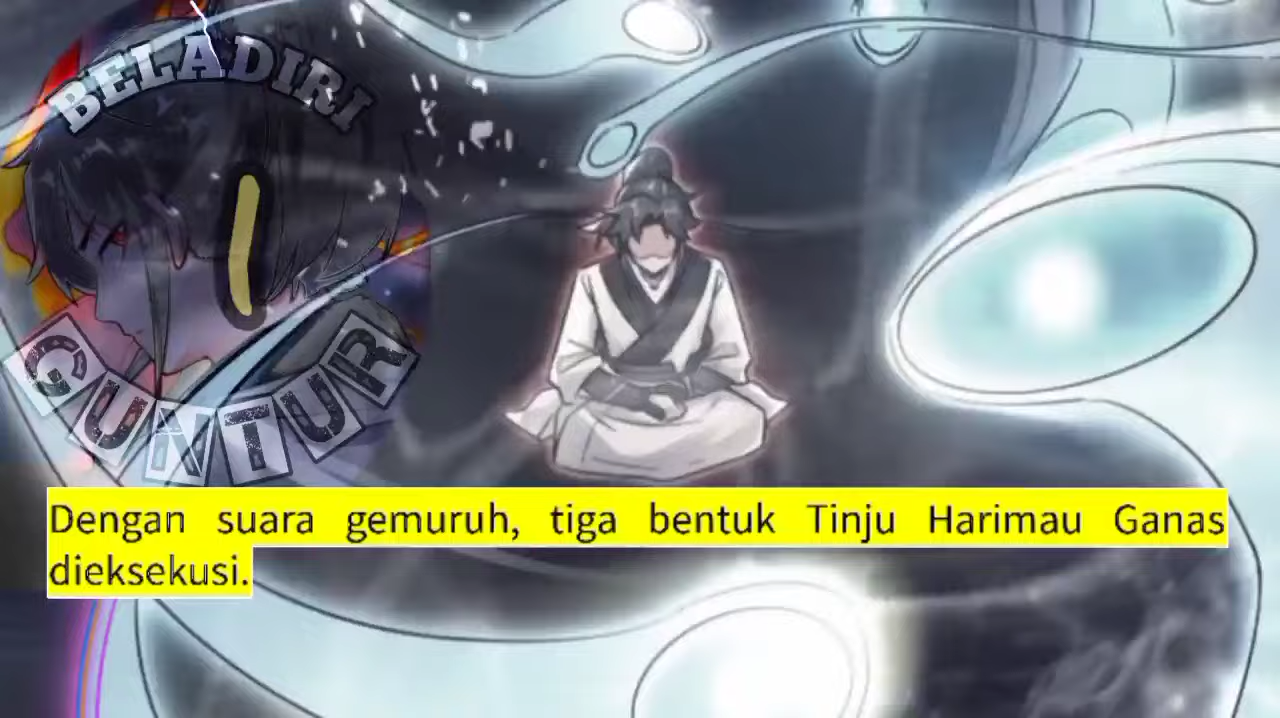 BELADIRI
GUNTUR
Dengan suara gemuruh, tiga bentuk Tinju Harimau Ganas
dieksekusi.